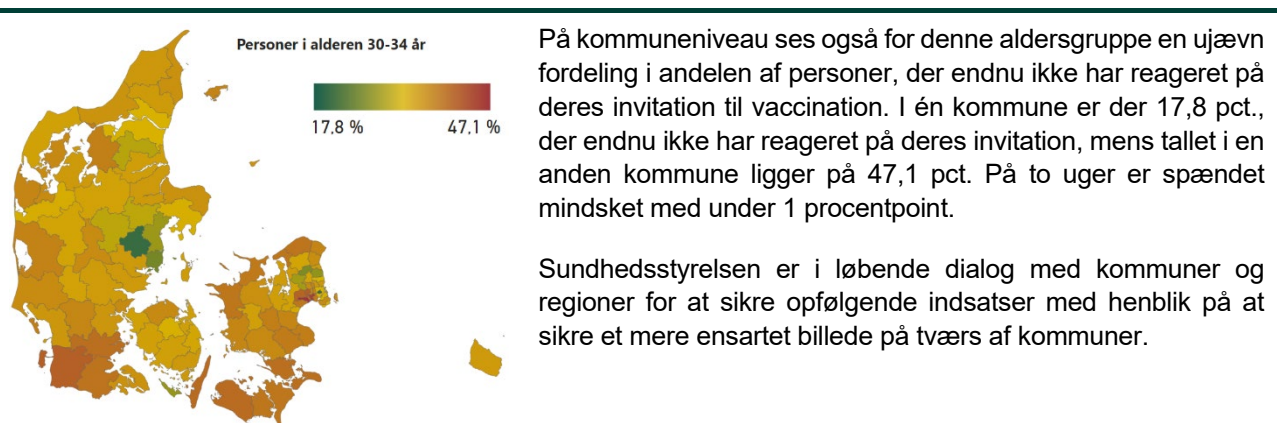 Personer i alderen 30-34 år
17.8 %
47,1 %
På kommuneniveau ses også for denne aldersgruppe en ujævn
fordeling i andelen af personer, der endnu ikke har reageret på
deres invitation til vaccination. I én kommune er der 17,8 pct.,
der endnu ikke har reageret på deres invitation, mens tallet i en
anden kommune ligger på 47,1 pct. På to uger er spændet
mindsket med under 1 procentpoint.
Sundhedsstyrelsen er i løbende dialog med kommuner og
regioner for at sikre opfølgende indsatser med henblik på at
sikre et mere ensartet billede på tværs af kommuner.